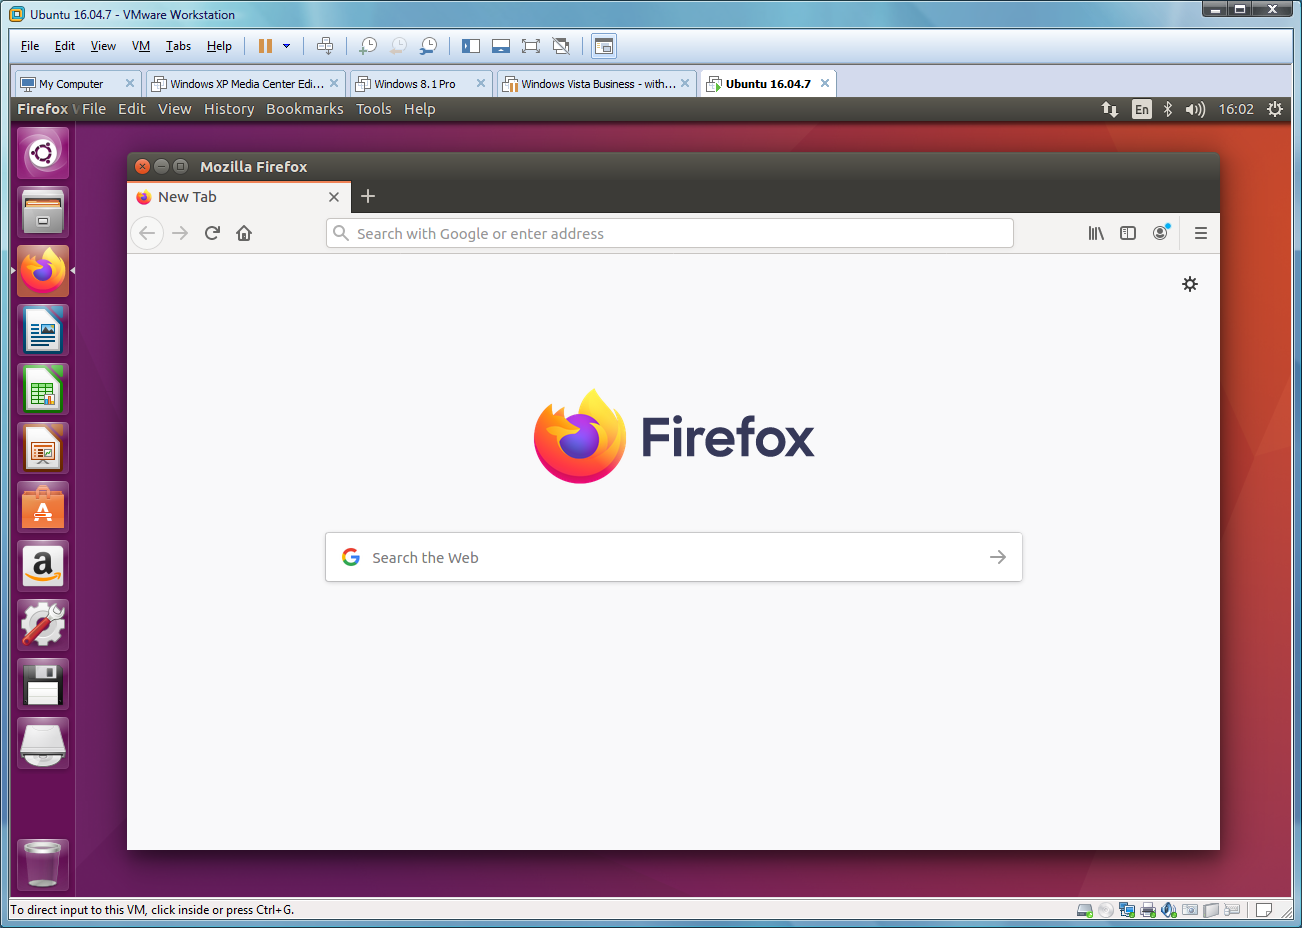 Ubuntu 16.04.7 - VMware Workstation
File Edit View VM Tabs Help
My Computer Windows XP Media Center Edi... Windows 8.1 Pro Windows Vista Business - with... Ubuntu 16.04.7
Firefox W File Edit View History Bookmarks Tools Help En 16:02
Mozilla Firefox
New Tab
Search with Google or enter address
Firefox
Search the Web
To direct input to this VM, click inside or press Ctrl+G.